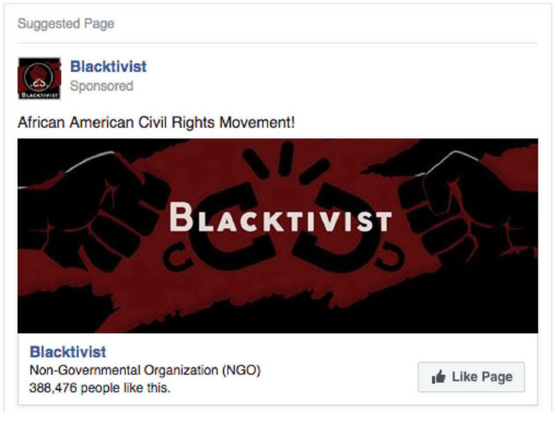 Suggested Page
Blacktivist
Sponsored
BLACKTIVIST
African American Civil Rights Movement!
BLACKTIVIST
Blacktivist
Non-Governmental Organization (NGO)
388,476 people like this.
Like Page